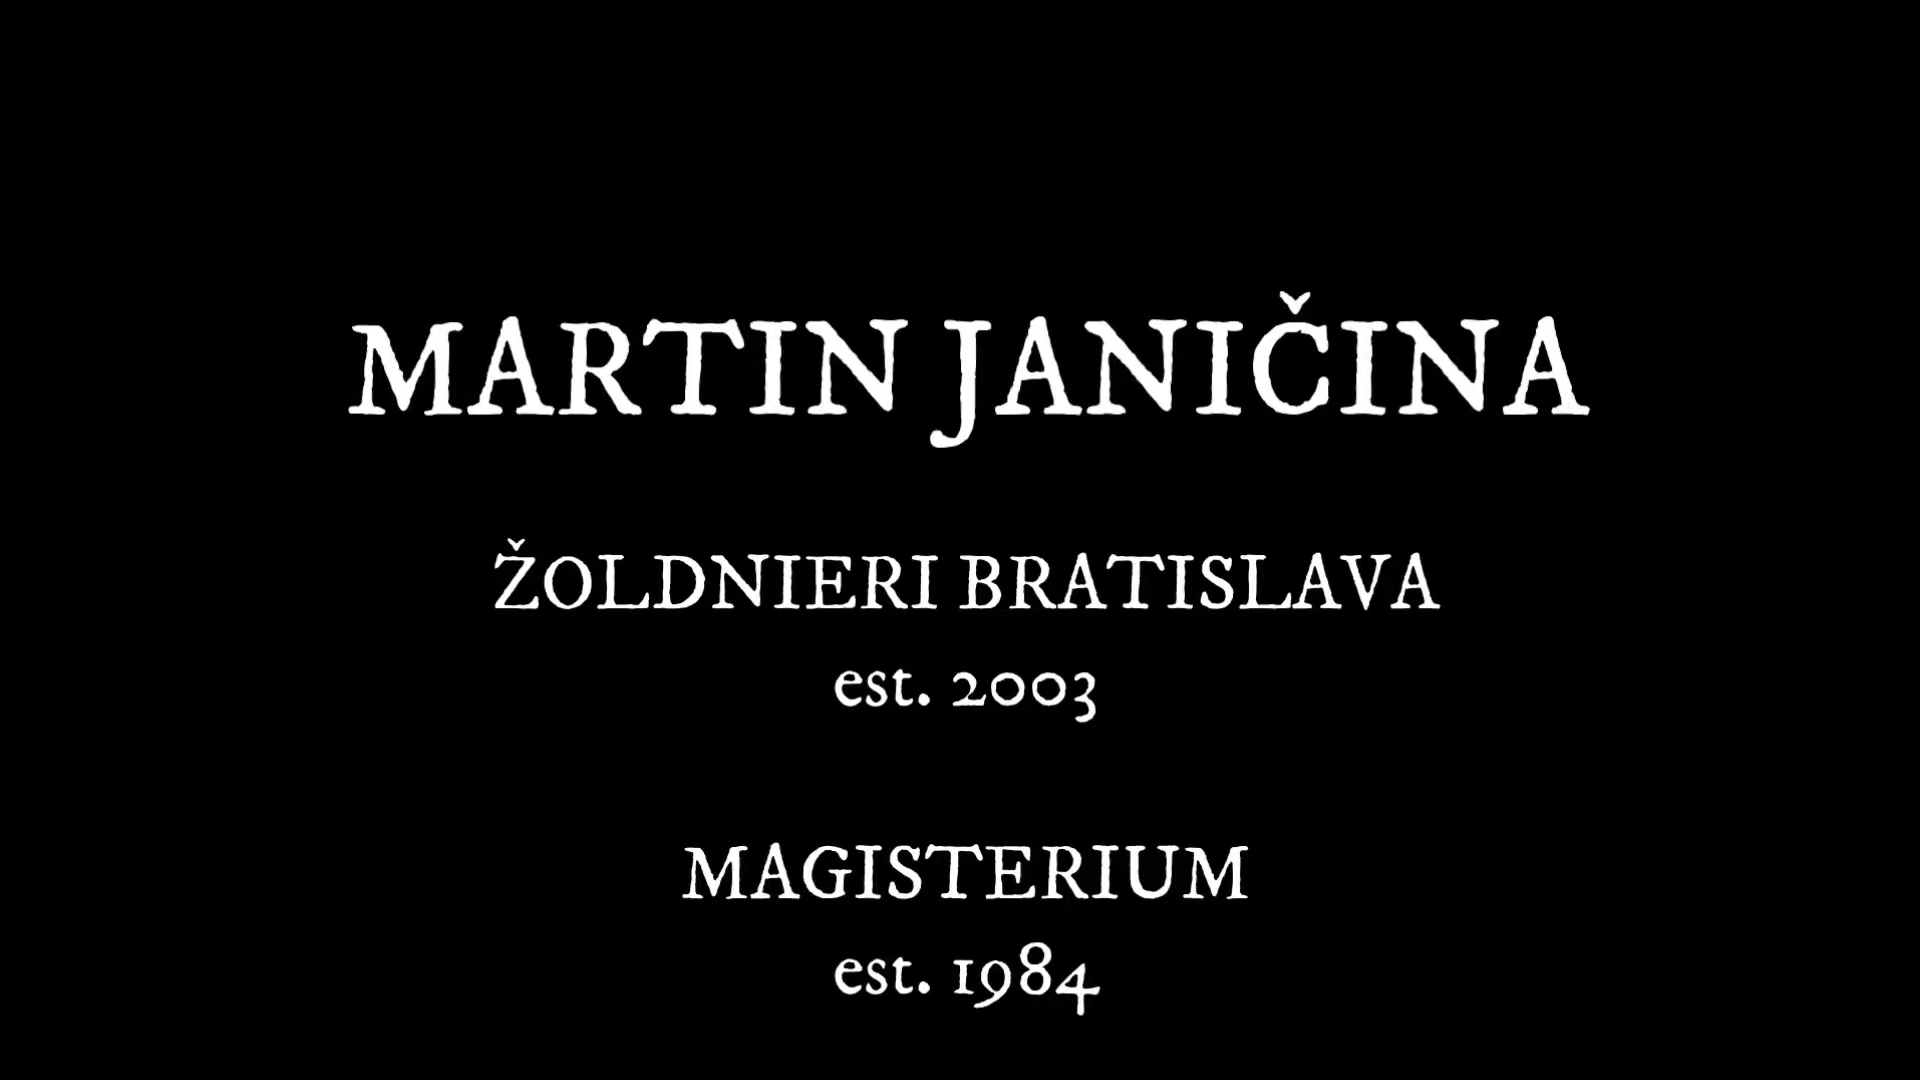 MARTIN JANIČINA
ŽOLDNIERI BRATISLAVA
est. 2003
MAGISTERIUM
est. 1984